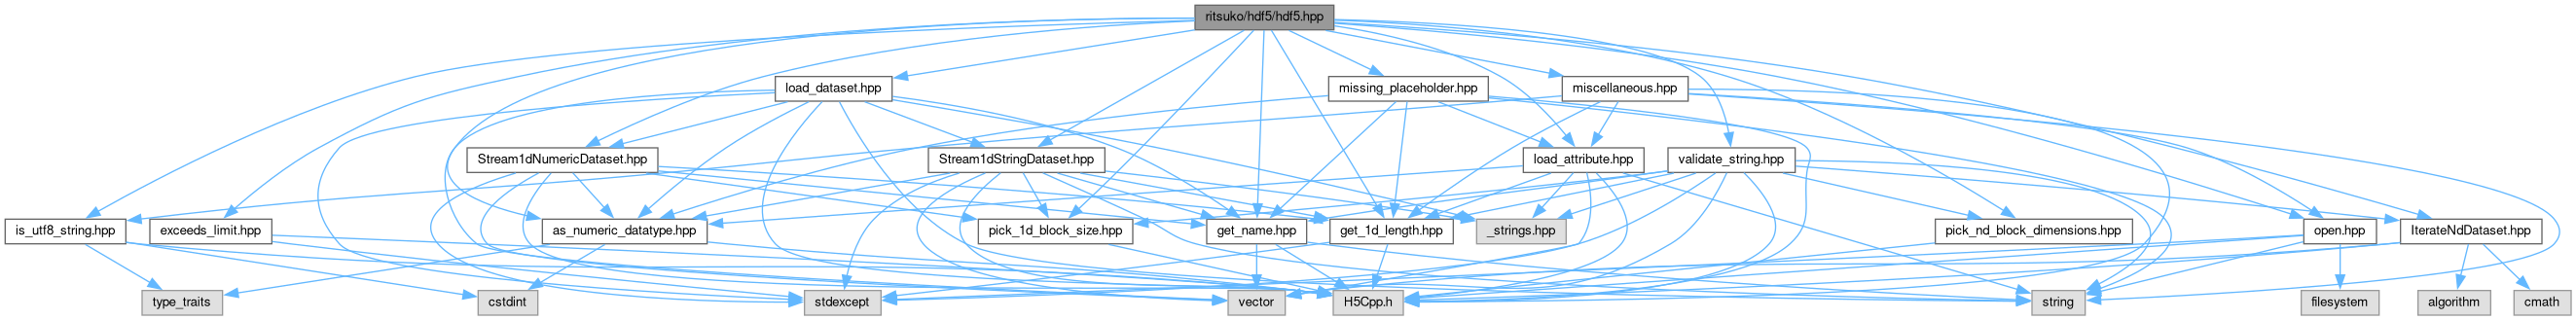 ritsuko/hdf5/hdf5.hpp
load_dataset.hpp
missing_placeholder.hpp
miscellaneous.hpp
Stream1dNumericDataset.hpp
Stream1dStringDataset.hpp
load_attribute.hpp
validate_string.hpp
is_utf8_string.hpp
exceeds_limit.hpp
as_numeric_datatype.hpp
pick_1d_block_size.hpp
get_name.hpp
get_1d_length.hpp
_strings.hpp
pick_nd_block_dimensions.hpp
open.hpp
IterateNdDataset.hpp
type_traits
cstdint
stdexcept
vector
H5Cpp.h
string
filesystem
algorithm
cmath